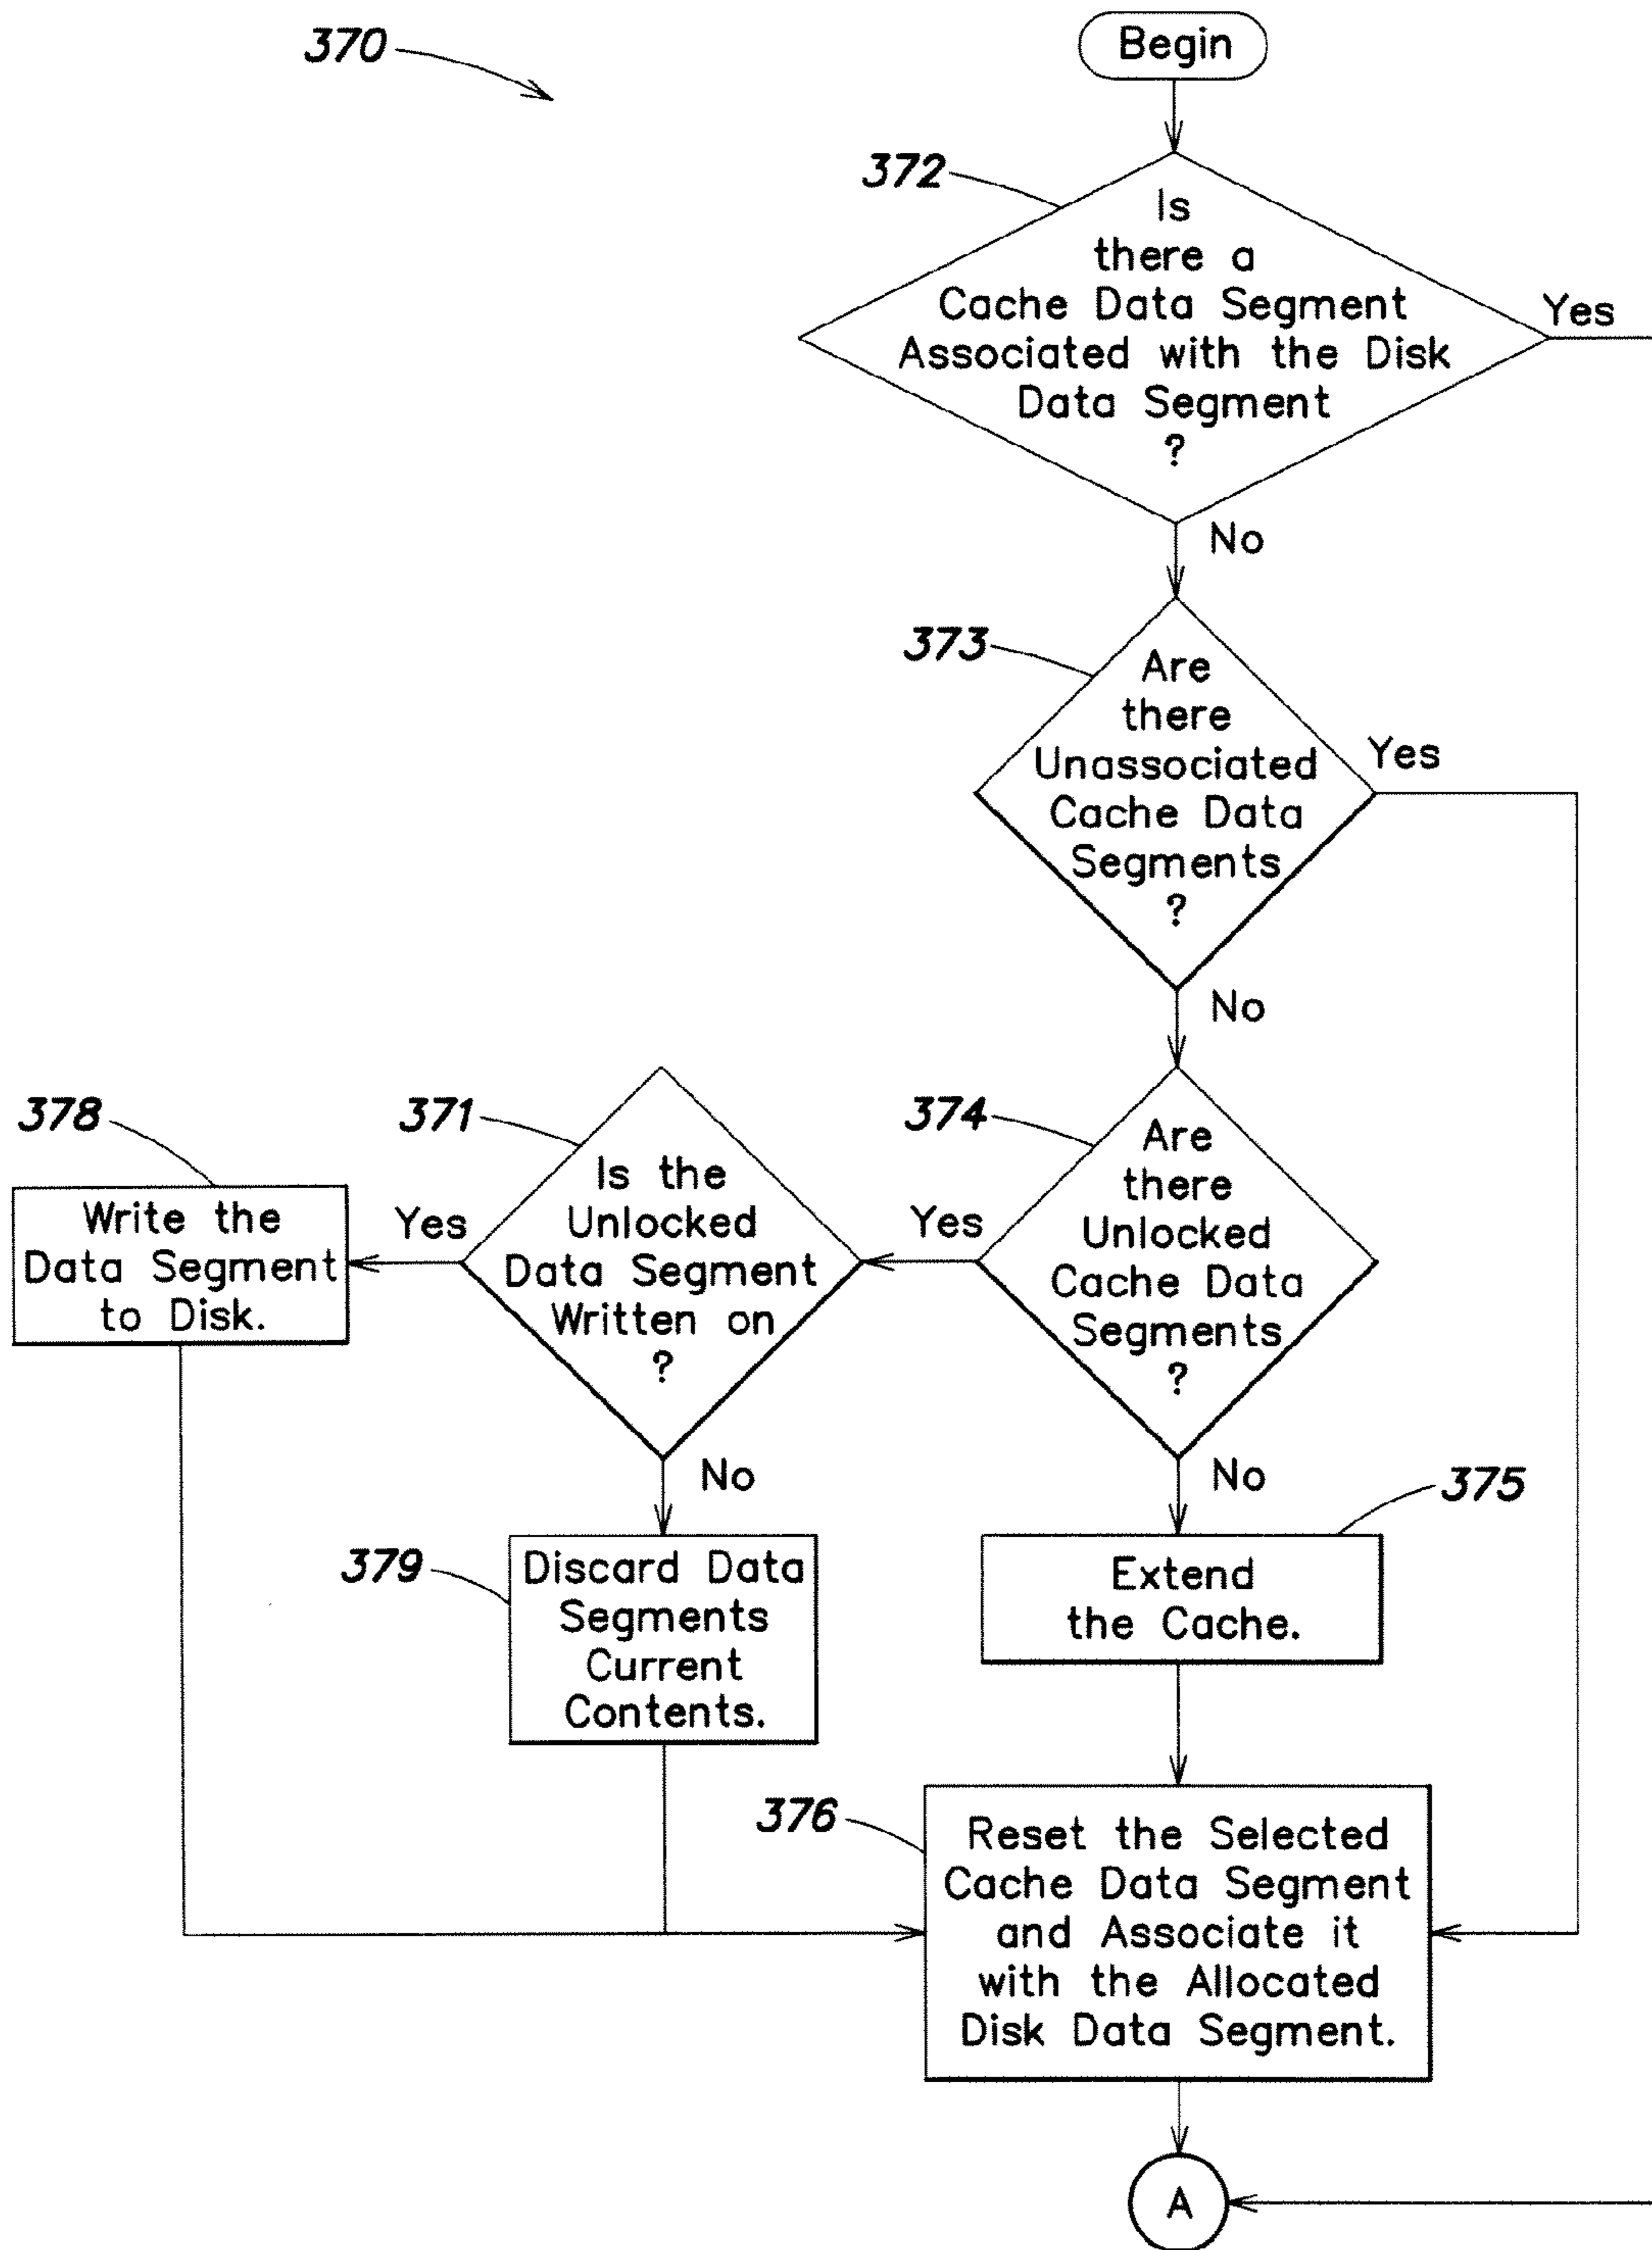 370
Begin
372
Is
there a
Cache Data Segment
Associated with the Disk
Data Segment
?
Yes
No
373
Are
there
Unassociated
Cache Data
Segments
?
Yes
No
378
Write the
Data Segment
to Disk.
Yes
371
Is the
Unlocked
Data Segment
Written on
?
Yes
374
Are
there
Unlocked
Cache Data
Segments
?
No
No
375
379
Discard Data
Segments
Current
Contents.
Extend
the Cache.
376
Reset the Selected
Cache Data Segment
and Associate it
with the Allocated
Disk Data Segment.
A